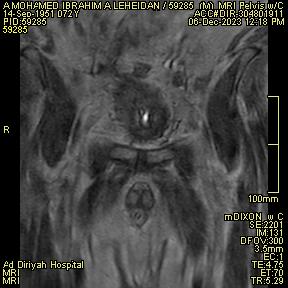 A MOHAMED IBRAHIM A LEHEIDAN / 59285 (M) MRI Pelvis w/C
14-Sep-1951 072Y ACC#DIR-304801911
PID:59285 06-Dec-2023 12:18 PM
59285
R
100mm
mDIXON_w C
SE:2201
IM:131
DFOV:300
3.5mm
EC:1
Ad Diriyah Hospital
MRI TE:4.75
ET:70
MRI TR:5.29